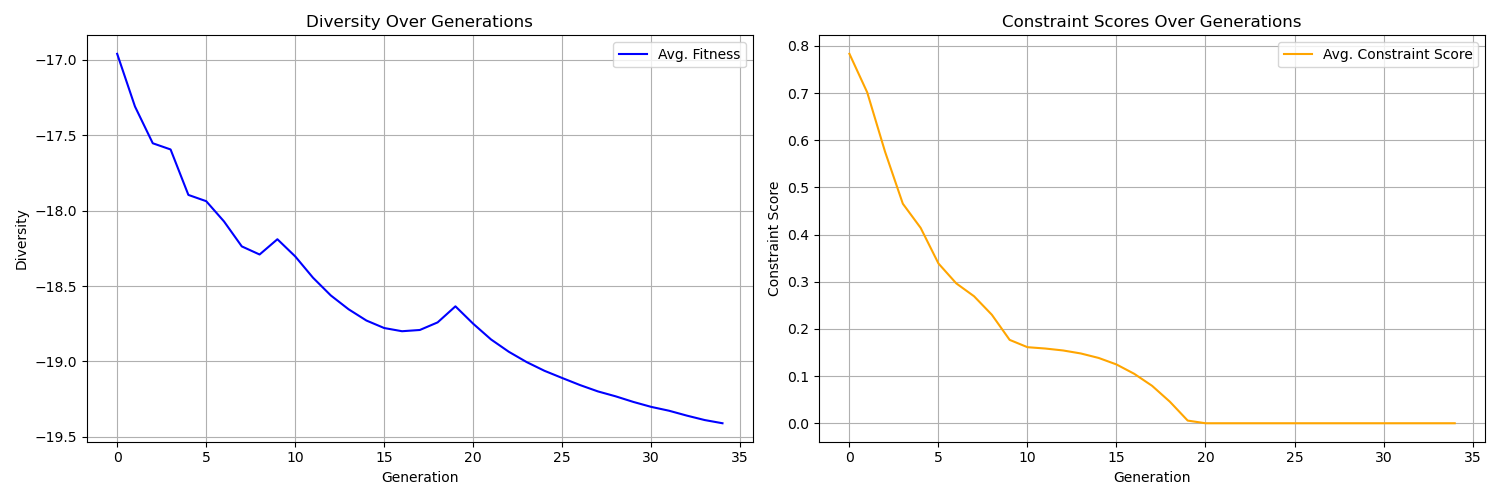 Diversity Over Generations
Avg. Fitness
−17.0
−17.5
−18.0
−18.5
−19.0
−19.5
Diversity
0 5 10 15 20 25 30 35
Generation
Constraint Scores Over Generations
Avg. Constraint Score
0.8
0.7
0.6
0.5
0.4
0.3
0.2
0.1
0.0
Constraint Score
0 5 10 15 20 25 30 35
Generation